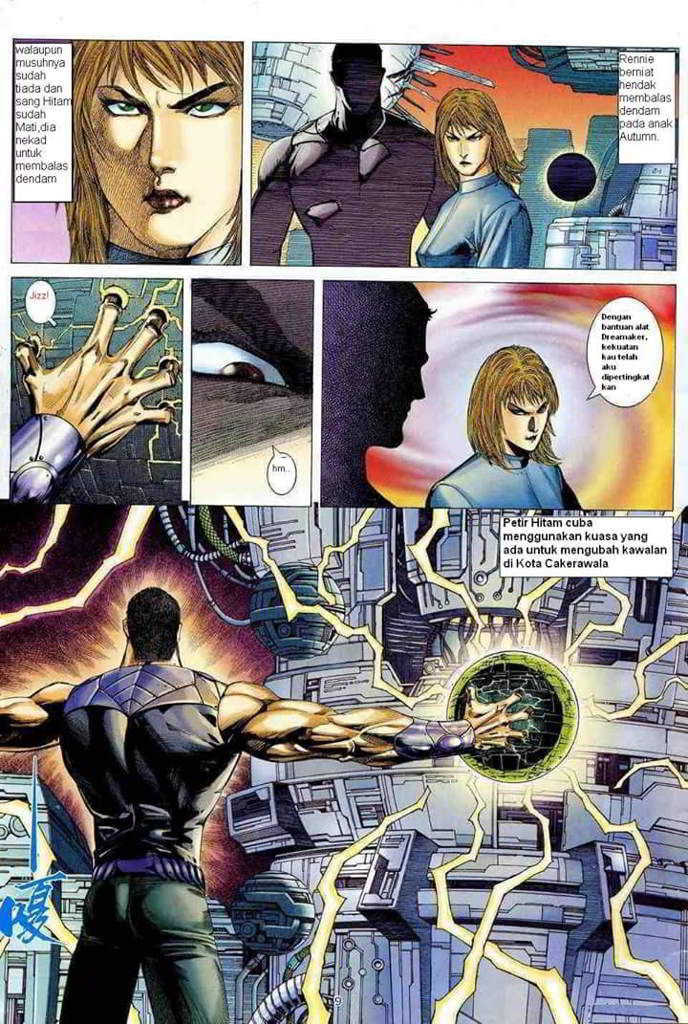 walaupun
musuhnya
sudah
tiada dan
sang Hitam
sudah
Mati,dia
nekad
untuk
membalas
dendam
Rennie
berniat
hendak
membalas
dendam
pada anak
Autumn.
Jizz!
hm..
Dengan
bantuan alat
Dreamaker,
kekuatan
kau telah
aku
dipertingkat
kan
Petir Hitam cuba
menggunakan kuasa yang
ada untuk mengubah kawalan
di Kota Cakerawala
9